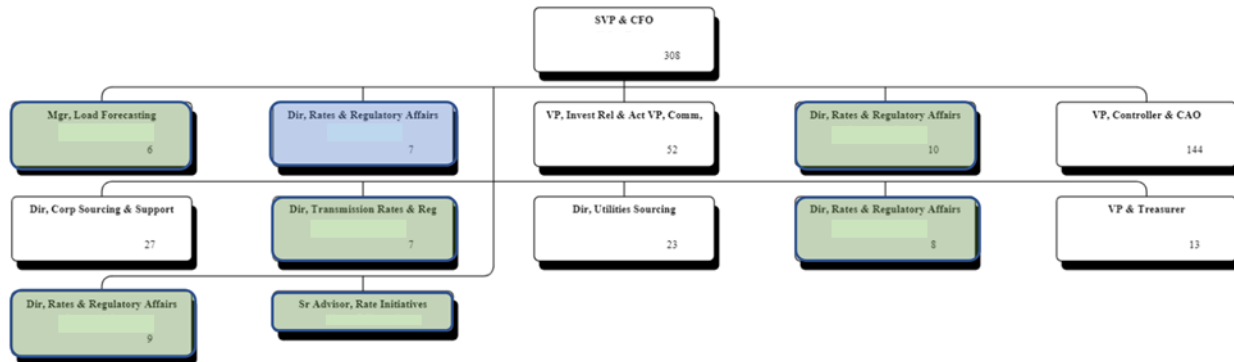 SVP & CFO
308
Mgr, Load Forecasting
6
Dir, Rates & Regulatory Affairs
7
VP, Invest Rel & Act VP, Comm,
52
Dir, Rates & Regulatory Affairs
10
VP, Controller & CAO
144
Dir, Corp Sourcing & Support
27
Dir, Transmission Rates & Reg
7
Dir, Utilities Sourcing
23
Dir, Rates & Regulatory Affairs
8
VP & Treasurer
13
Dir, Rates & Regulatory Affairs
9
Sr Advisor, Rate Initiatives